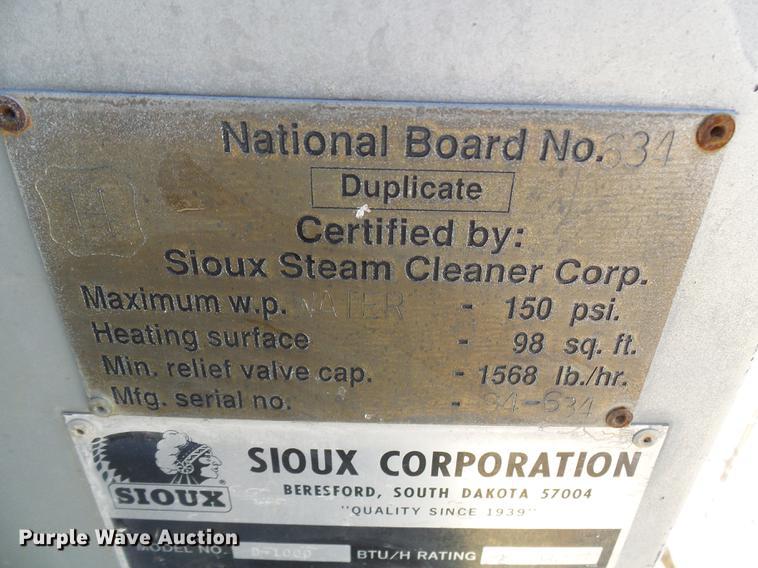 National Board No. 634
Duplicate
Certified by:
Sioux Steam Cleaner Corp.
Maximum w.p. WATER - 150 psi.
Heating surface - 98 sq. ft.
Min. relief valve cap. - 1568 lb./hr.
Mfg. serial no. - 94-634
SIOUX
SIOUX CORPORATION
BERESFORD, SOUTH DAKOTA 57004
"QUALITY SINCE 1939"
MODEL NO. D-1000 BTU/H RATING
Purple Wave Auction